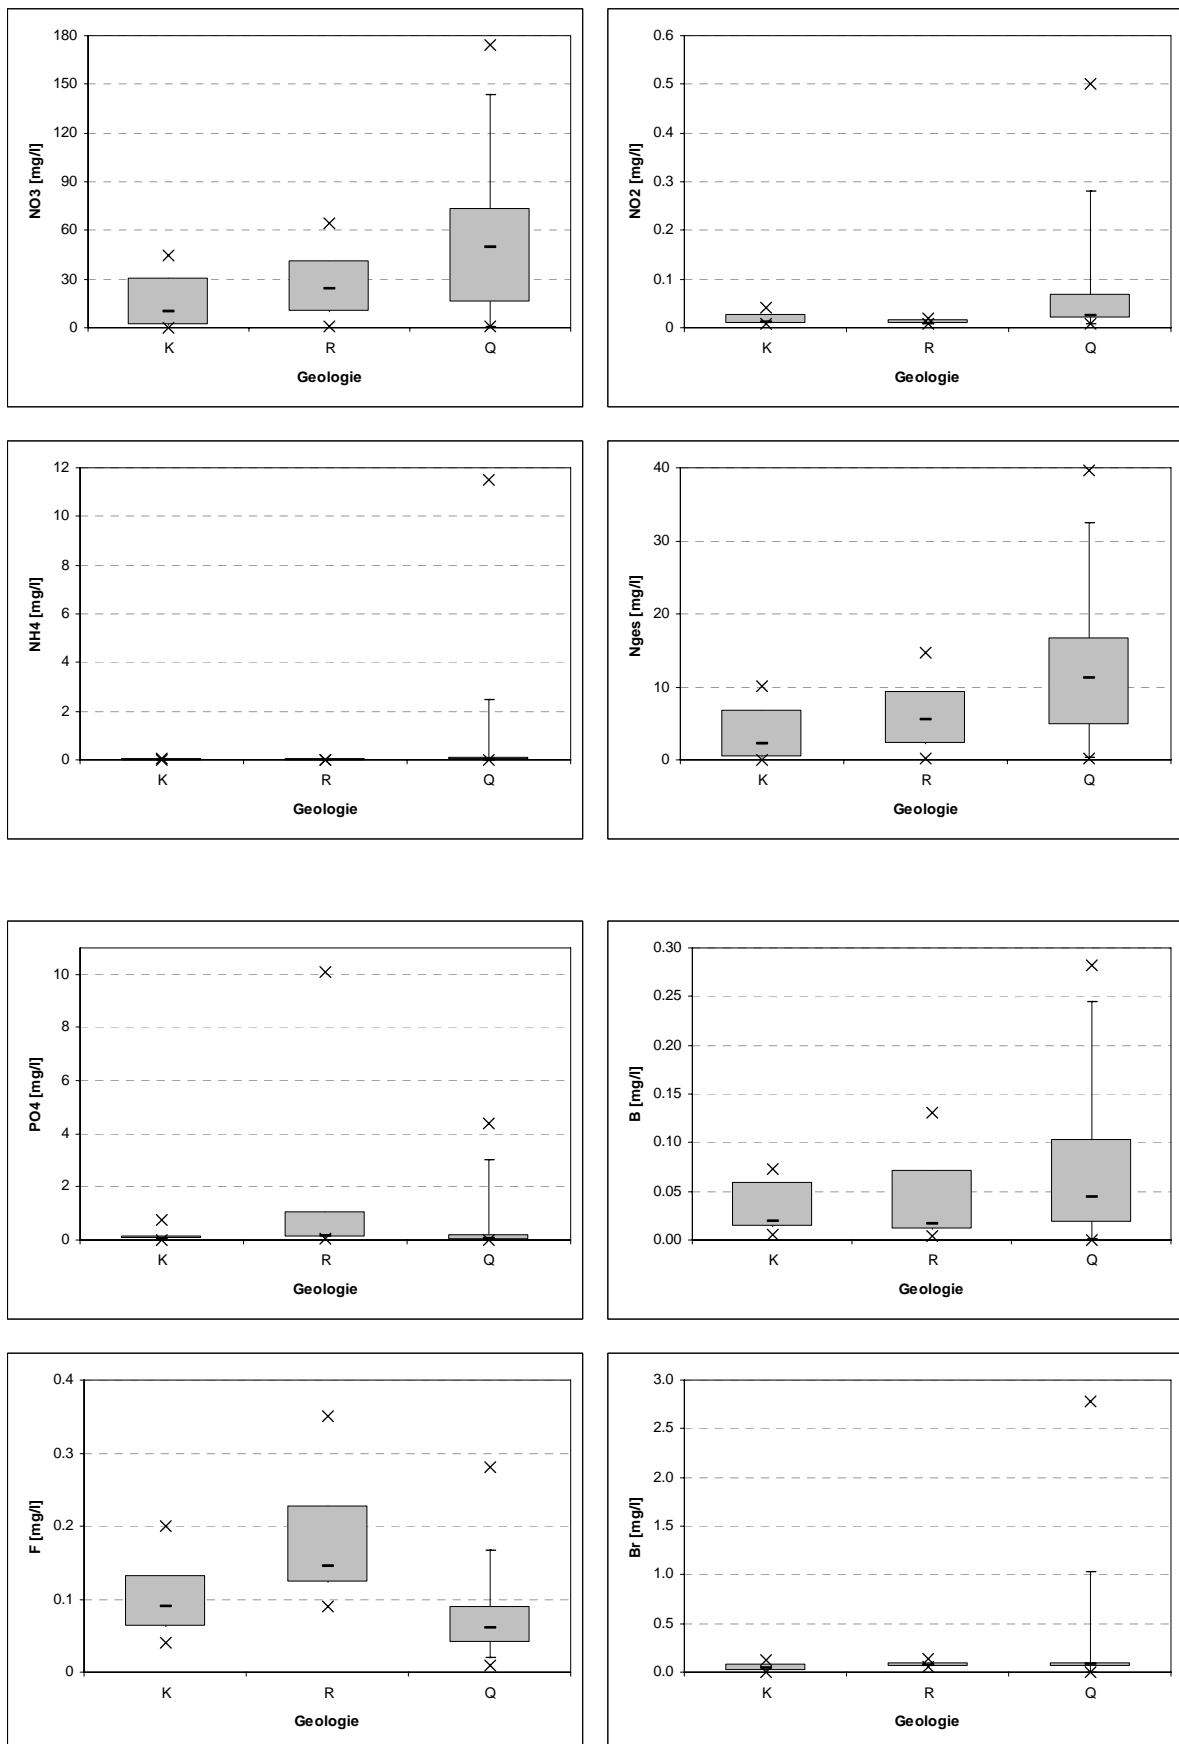 NO3 [mg/l]
180
150
120
90
60
30
0
K R Q
Geologie
NO2 [mg/l]
0.6
0.5
0.4
0.3
0.2
0.1
0
K R Q
Geologie
NH4 [mg/l]
12
10
8
6
4
2
0
K R Q
Geologie
Nges [mg/l]
40
30
20
10
0
K R Q
Geologie
PO4 [mg/l]
10
8
6
4
2
0
K R Q
Geologie
B [mg/l]
0.30
0.25
0.20
0.15
0.10
0.05
0.00
K R Q
Geologie
F [mg/l]
0.4
0.3
0.2
0.1
0
K R Q
Geologie
Br [mg/l]
3.0
2.5
2.0
1.5
1.0
0.5
0.0
K R Q
Geologie